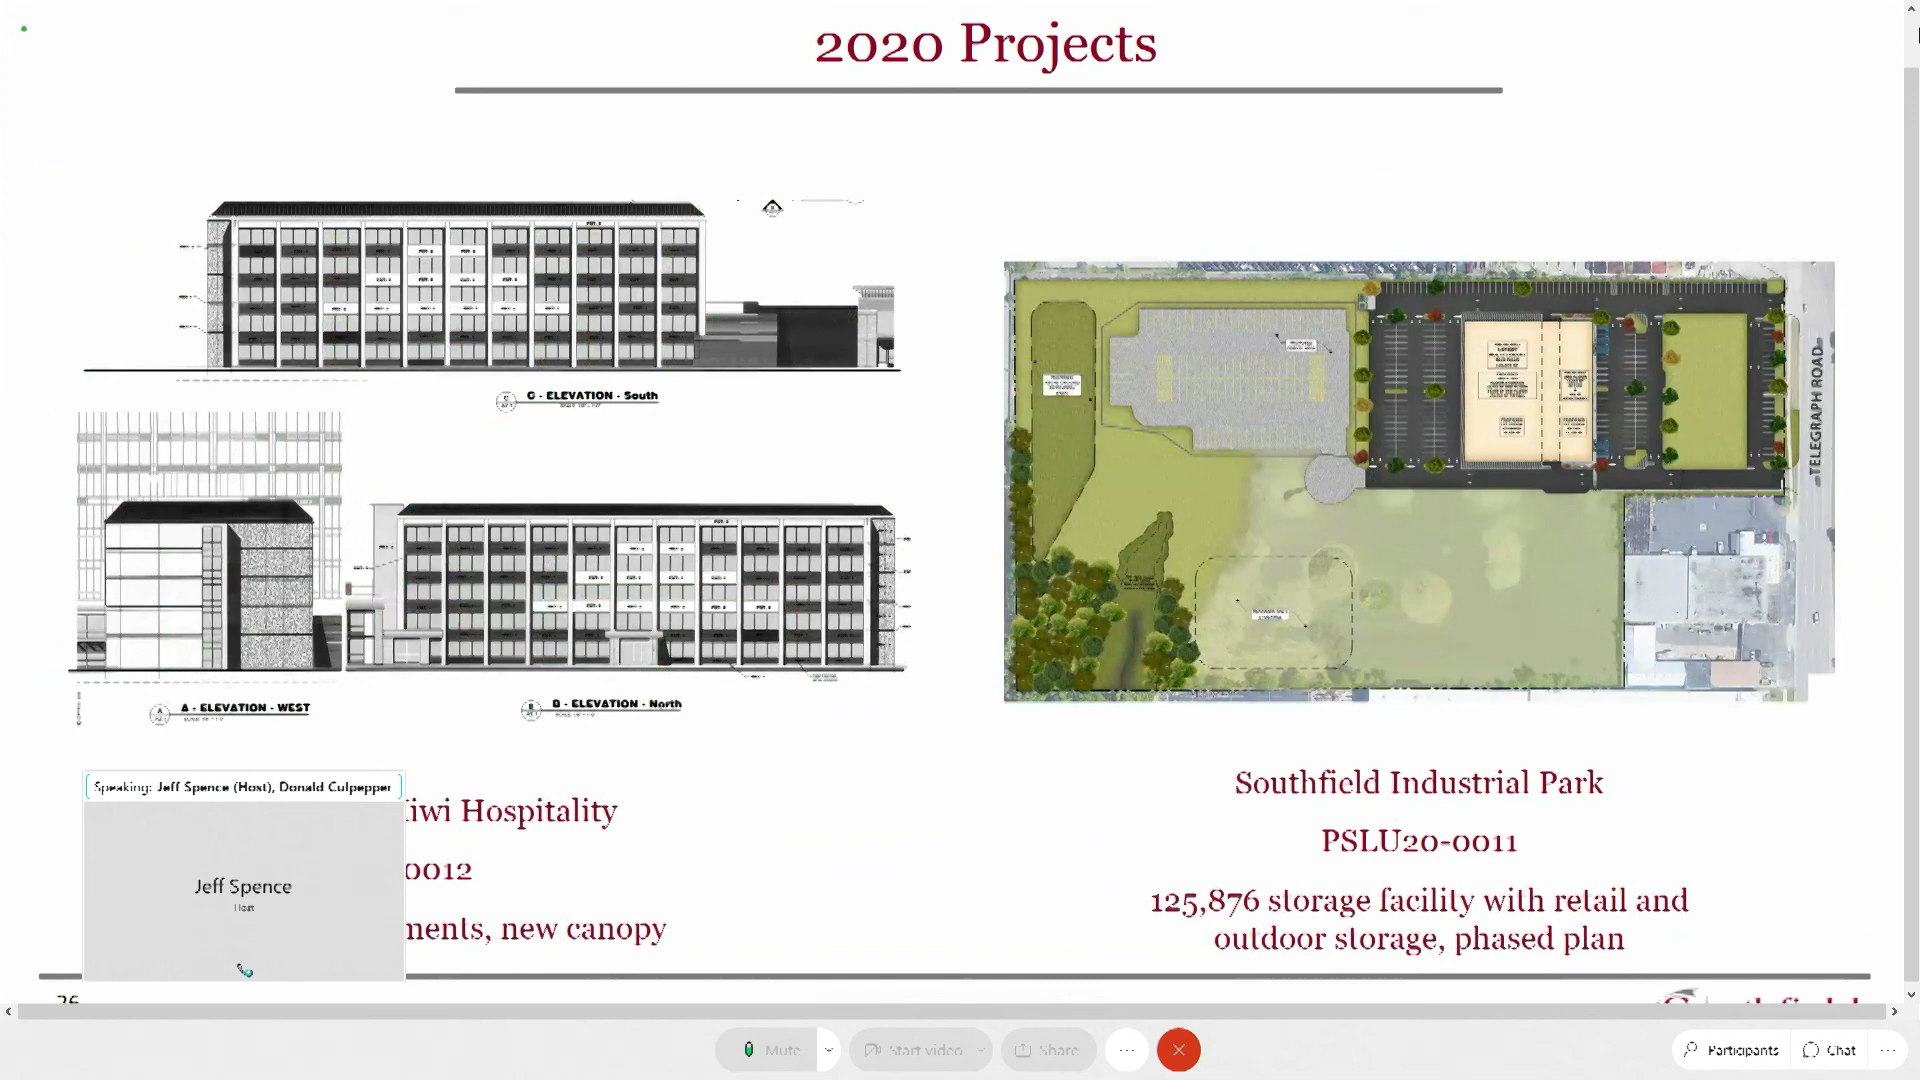 2020 Projects
C - ELEVATION - South
A - ELEVATION - WEST
B - ELEVATION - North
TELEGRAPH ROAD
Speaking: Jeff Spence (Host), Donald Culpepper
Jeff Spence
Host
Kiwi Hospitality
0012
ments, new canopy
Southfield Industrial Park
PSLU20-0011
125,876 storage facility with retail and
outdoor storage, phased plan
Mute
Start video
Share
Participants
Chat